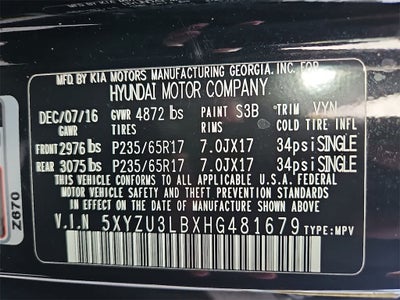 MFG. BY KIA MOTORS MANUFACTURING GEORGIA, INC. FOR
HYUNDAI MOTOR COMPANY.
DEC/07/16 GVWR 4872 lbs PAINT S3B TRIM VYN
GAWR TIRES RIMS COLD TIRE INFL.
FRONT 2976 lbs P235/65R17 7.0JX17 34psi SINGLE
REAR 3075 lbs P235/65R17 7.0JX17 34psi SINGLE
THIS VEHICLE CONFORMS TO ALL APPLICABLE U.S.A. FEDERAL
MOTOR VEHICLE SAFETY AND THEFT PREVENTION STANDARDS
IN EFFECT ON THE DATE OF MANUFACTURE SHOWN ABOVE.
V.I.N 5XYZU3LBXHG481679 TYPE:MPV
Z670